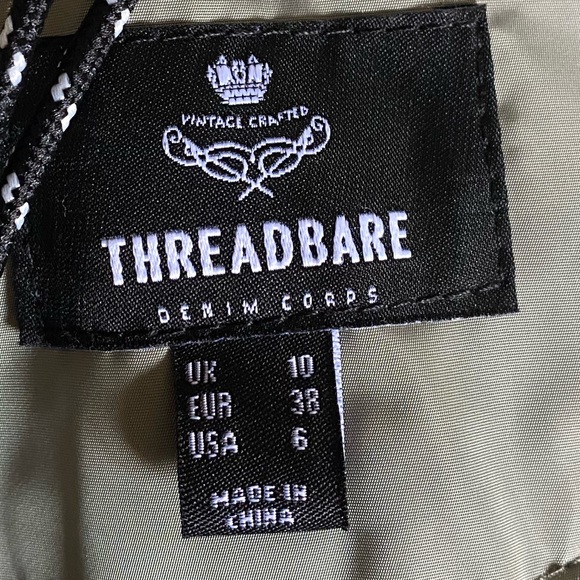 VINTAGE CRAFTED
THREADBARE
DENIM CORPS
UK 10
EUR 38
USA 6
MADE IN
CHINA